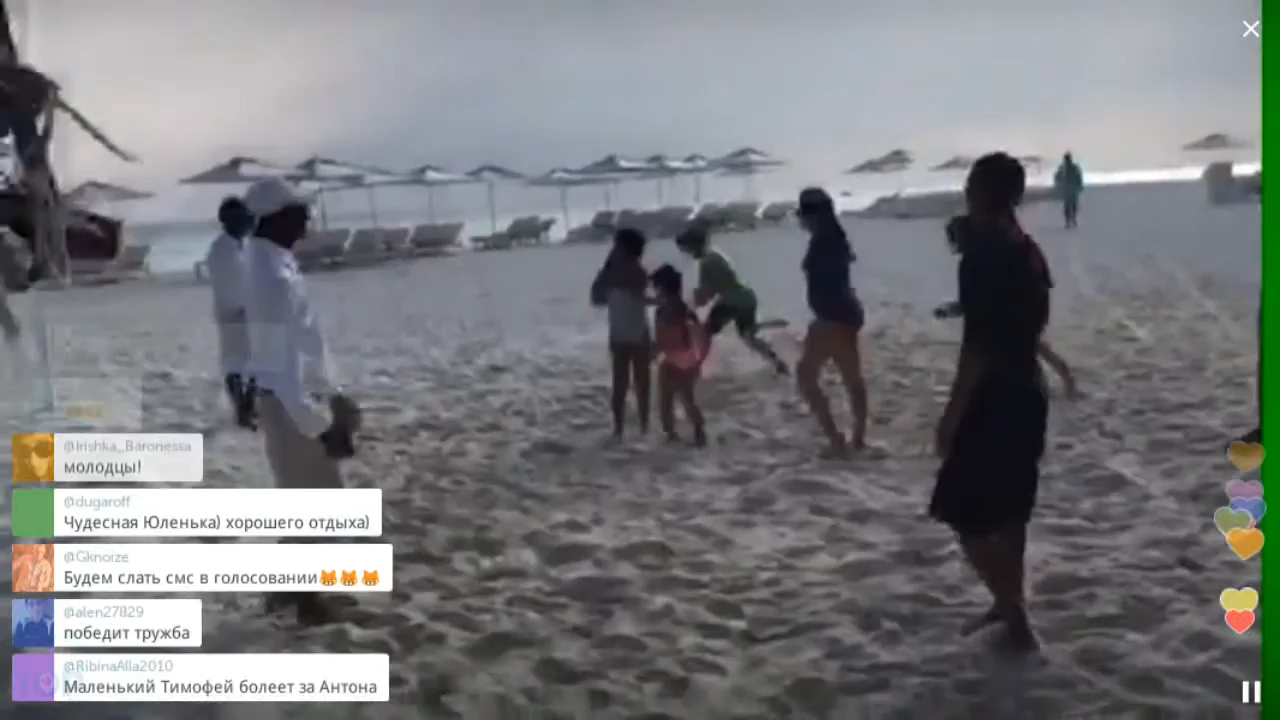 @Irishka_Baronessa
молодцы!
@dugaroff
Чудесная Юленька) хорошего отдыха)
@Gknoize
Будем слать смс в голосовании🐱🐱🐱
@alen27829
победит тружба
@RibinaAlla2010
Маленький Тимофей болеет за Антона